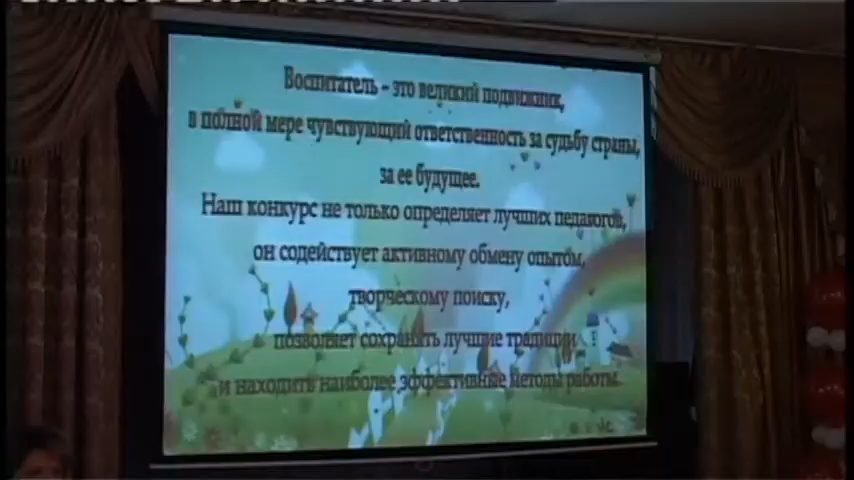 Воспитатель – это великий подвижник,
в полной мере чувствующий ответственность за судьбу страны,
за ее будущее.
Наш конкурс не только определяет лучших педагогов,
он содействует активному обмену опытом,
творческому поиску,
позволяет сохранять лучшие традиции
и находить наиболее эффективные методы работы.